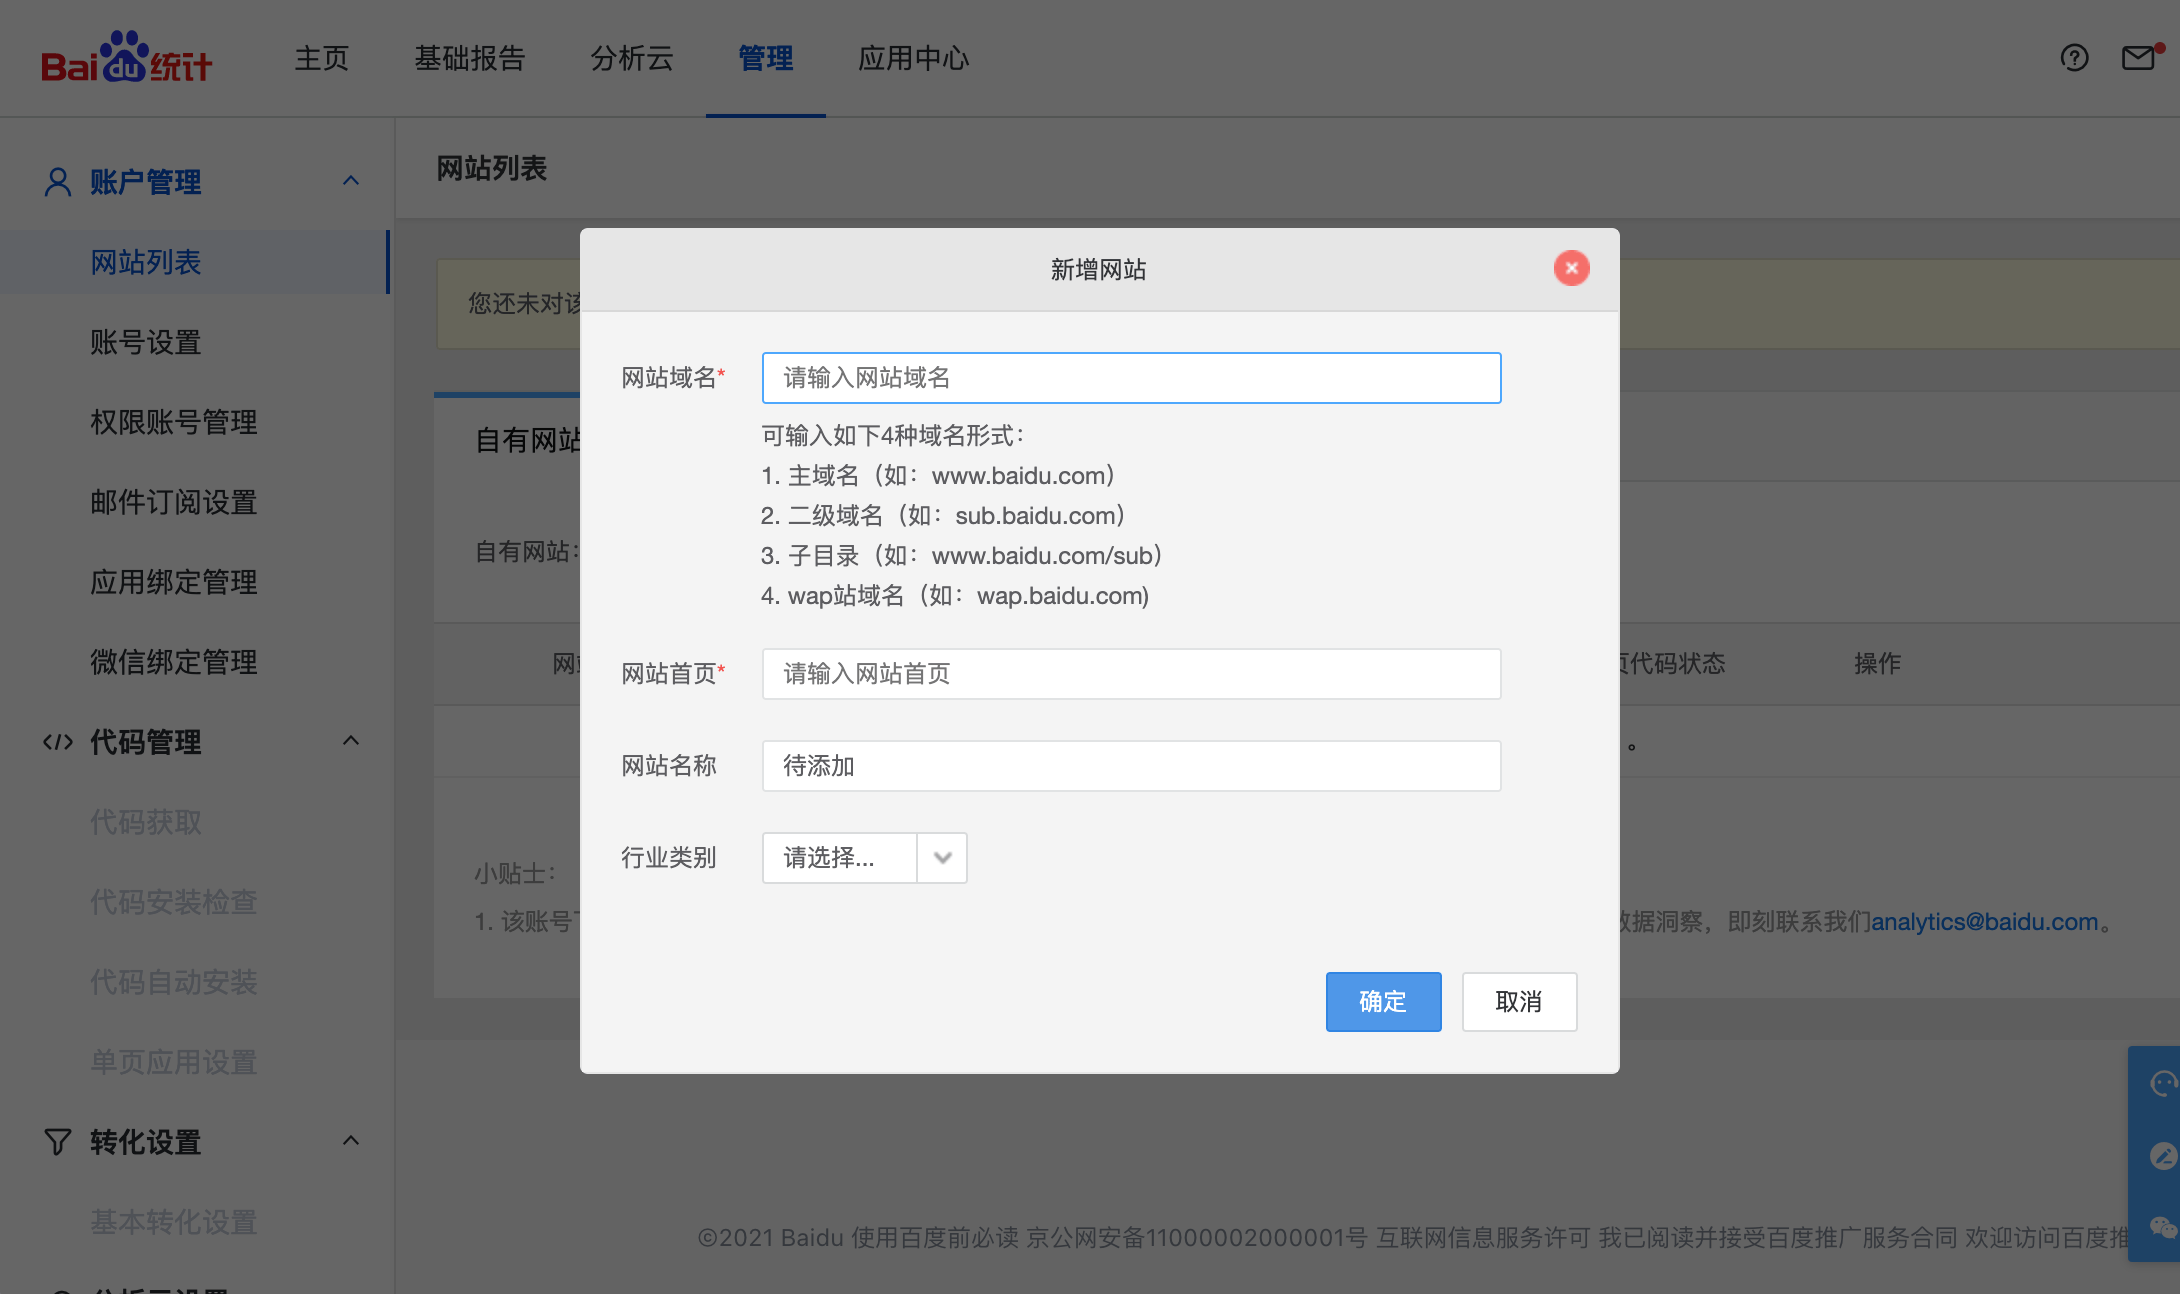 Baidu统计
主页
基础报告
分析云
管理
应用中心
账户管理
网站列表
账号设置
权限账号管理
邮件订阅设置
应用绑定管理
微信绑定管理
代码管理
代码获取
代码安装检查
代码自动安装
单页应用设置
转化设置
基本转化设置
网站列表
您还未对该
自有网站
自有网站：
代码状态
操作
。
小贴士：
1. 该账号
据洞察，即刻联系我们analytics@baidu.com。
新增网站
网站域名*
请输入网站域名
可输入如下4种域名形式：
1. 主域名（如：www.baidu.com）
2. 二级域名（如：sub.baidu.com）
3. 子目录（如：www.baidu.com/sub）
4. wap站域名（如：wap.baidu.com)
网站首页*
请输入网站首页
网站名称
待添加
行业类别
请选择...
确定
取消
©2021 Baidu 使用百度前必读 京公网安备11000002000001号 互联网信息服务许可 我已阅读并接受百度推广服务合同 欢迎访问百度推